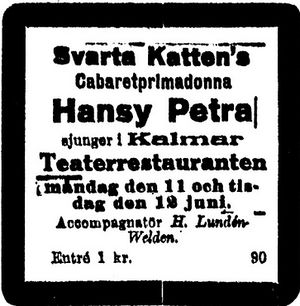 Svarta Katten's
Cabaretprimadonna
Hansy Petra
sjunger i Kalmar
Teaterrestauranten
måndag den 11 och tis-
dag den 12 juni.
Accompagnatör H. Lundén-
Welden.
Entré 1 kr. 90